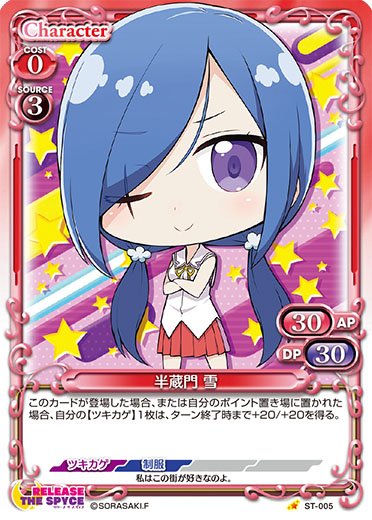 Character
COST
0
SOURCE
3
30 AP
DP 30
半蔵門 雪
このカードが登場した場合、または自分のポイント置き場に置かれた
場合、自分の【ツキカゲ】1枚は、ターン終了時まで+20/+20を得る。
ツキカゲ 制服
私はこの街が好きなのよ。
RELEASE
THE SPYCE
©SORASAKI.F
ST-005